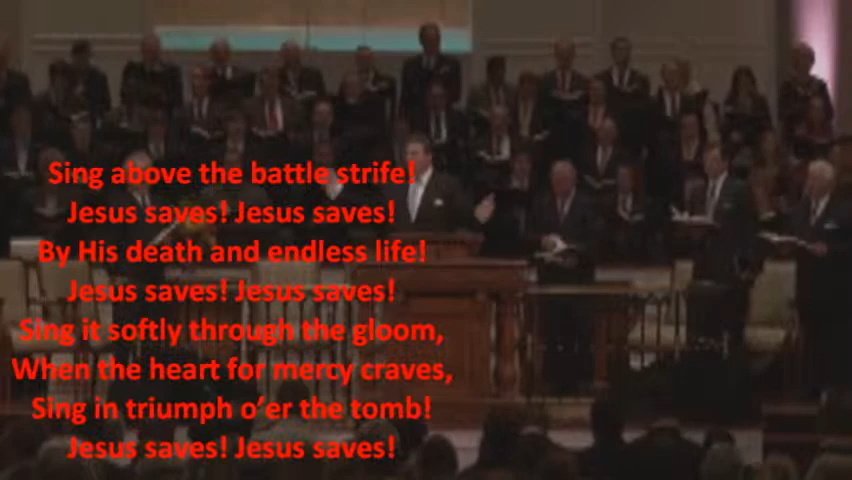 Sing above the battle strife!
Jesus saves! Jesus saves!
By His death and endless life!
Jesus saves! Jesus saves!
Sing it softly through the gloom,
When the heart for mercy craves,
Sing in triumph o’er the tomb!
Jesus saves! Jesus saves!